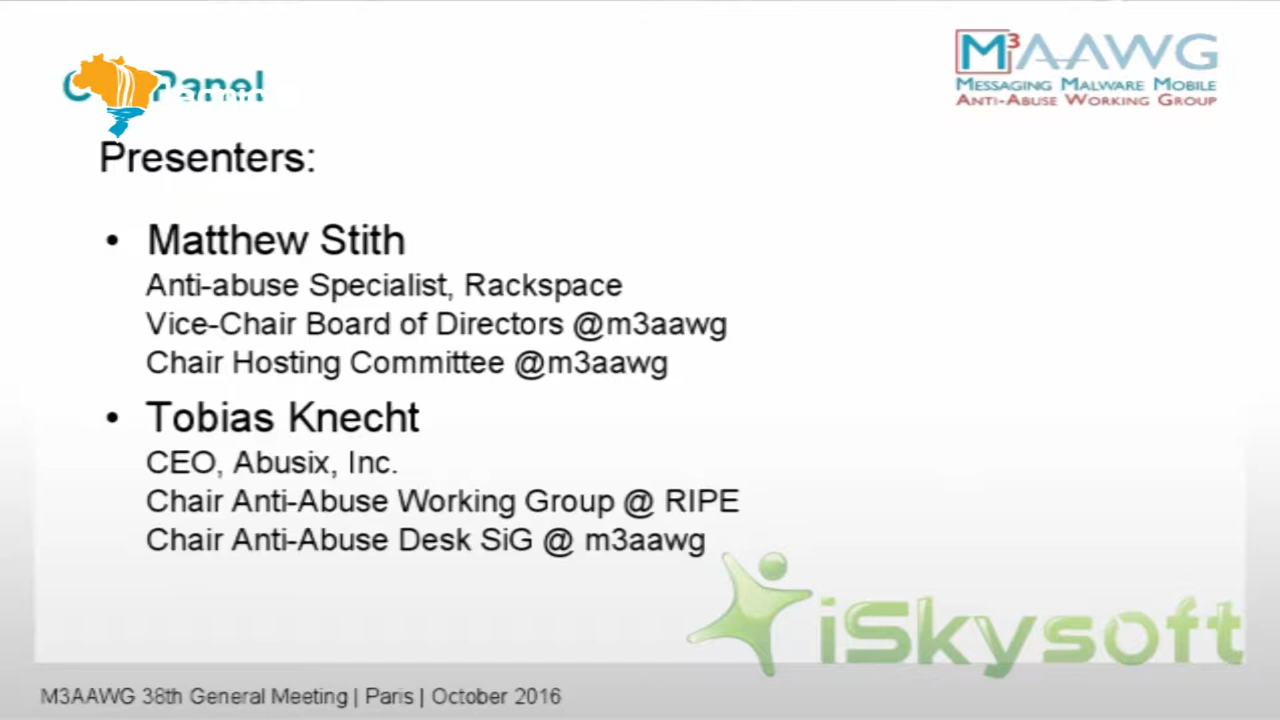 Panel
M3AAWG
MESSAGING MALWARE MOBILE
ANTI-ABUSE WORKING GROUP
Presenters:
• Matthew Stith
Anti-abuse Specialist, Rackspace
Vice-Chair Board of Directors @m3aawg
Chair Hosting Committee @m3aawg
• Tobias Knecht
CEO, Abusix, Inc.
Chair Anti-Abuse Working Group @ RIPE
Chair Anti-Abuse Desk SiG @ m3aawg
iSkysoft
M3AAWG 38th General Meeting | Paris | October 2016